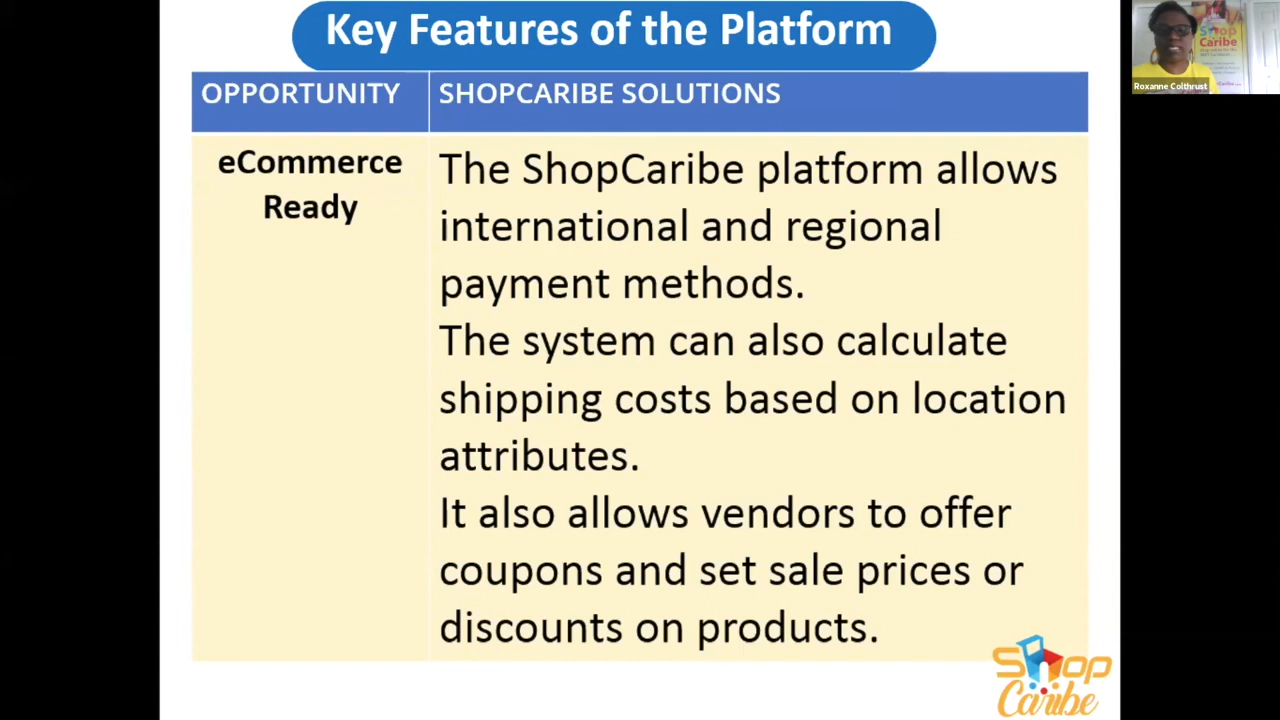 Key Features of the Platform
OPPORTUNITY
SHOPCARIBE SOLUTIONS
eCommerce
Ready
The ShopCaribe platform allows
international and regional
payment methods.
The system can also calculate
shipping costs based on location
attributes.
It also allows vendors to offer
coupons and set sale prices or
discounts on products.
Shop
Caribe
Shop
Caribe
Roxanne Colthrust